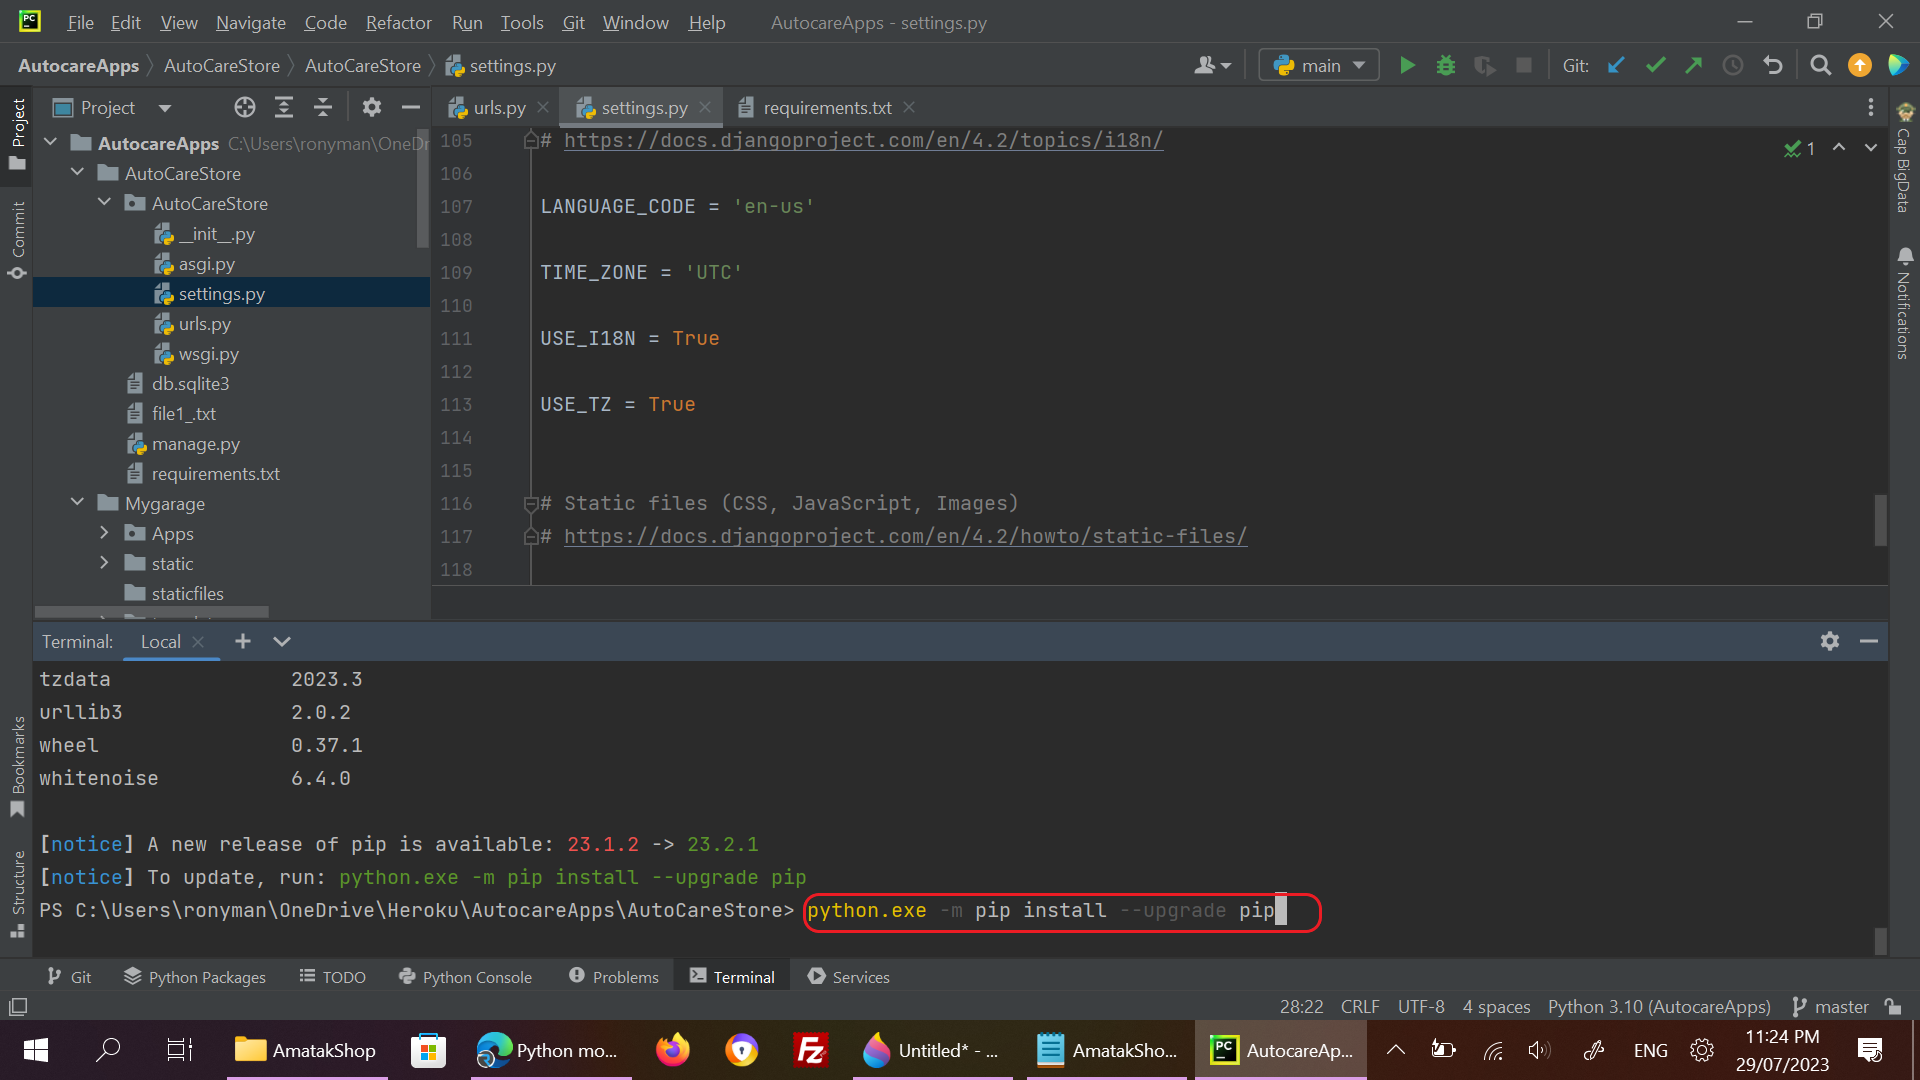 PC File Edit View Navigate Code Refactor Run Tools Git Window Help AutocareApps - settings.py
AutocareApps AutoCareStore AutoCareStore settings.py main Git:
Project urls.py settings.py requirements.txt
AutocareApps C:\Users\ronyman\OneDr
AutoCareStore
AutoCareStore
__init__.py
asgi.py
settings.py
urls.py
wsgi.py
db.sqlite3
file1_.txt
manage.py
requirements.txt
Mygarage
Apps
static
staticfiles
105 # https://docs.djangoproject.com/en/4.2/topics/i18n/
106
107 LANGUAGE_CODE = 'en-us'
108
109 TIME_ZONE = 'UTC'
110
111 USE_I18N = True
112
113 USE_TZ = True
114
115
116 # Static files (CSS, JavaScript, Images)
117 # https://docs.djangoproject.com/en/4.2/howto/static-files/
118
1
Project
Commit
Bookmarks
Structure
Cap BigData
Notifications
Terminal: Local
tzdata 2023.3
urllib3 2.0.2
wheel 0.37.1
whitenoise 6.4.0
[notice] A new release of pip is available: 23.1.2 -> 23.2.1
[notice] To update, run: python.exe -m pip install --upgrade pip
PS C:\Users\ronyman\OneDrive\Heroku\AutocareApps\AutoCareStore> python.exe -m pip install --upgrade pip
Git Python Packages TODO Python Console Problems Terminal Services
28:22 CRLF UTF-8 4 spaces Python 3.10 (AutocareApps) master
AmatakShop Python mo... Fz Untitled* - ... AmatakSho... PC AutocareAp... ENG 11:24 PM
29/07/2023